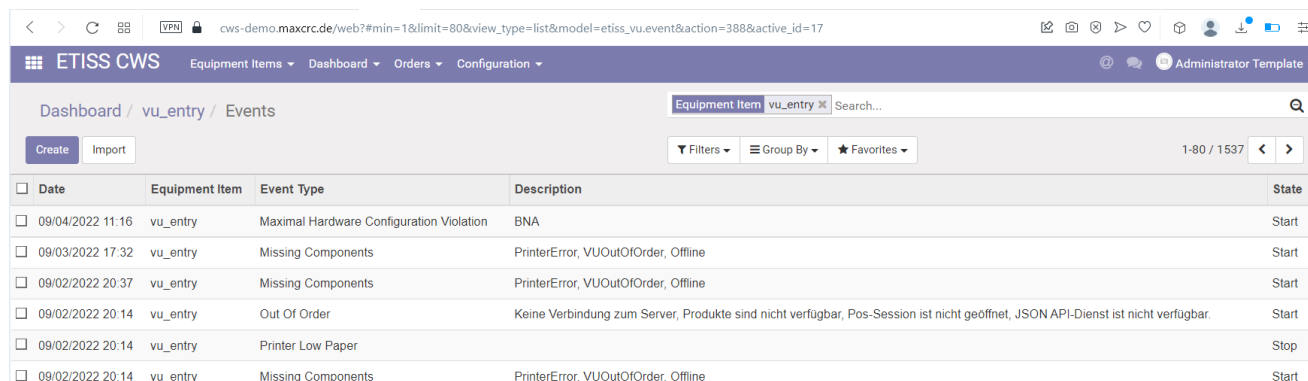 VPN cws-demo.maxcrc.de/web?#min=1&limit=80&view_type=list&model=etiss_vu.event&action=388&active_id=17
ETISS CWS Equipment Items Dashboard Orders Configuration @ Administrator Template
Dashboard / vu_entry / Events Equipment Item vu_entry Search...
Create Import Filters Group By Favorites 1-80 / 1537
Date Equipment Item Event Type Description State
09/04/2022 11:16 vu_entry Maximal Hardware Configuration Violation BNA Start
09/03/2022 17:32 vu_entry Missing Components PrinterError, VUOutOfOrder, Offline Start
09/02/2022 20:37 vu_entry Missing Components PrinterError, VUOutOfOrder, Offline Start
09/02/2022 20:14 vu_entry Out Of Order Keine Verbindung zum Server, Produkte sind nicht verfügbar, Pos-Session ist nicht geöffnet, JSON API-Dienst ist nicht verfügbar. Start
09/02/2022 20:14 vu_entry Printer Low Paper Stop
09/02/2022 20:14 vu_entry Missing Components PrinterError, VUOutOfOrder, Offline Start